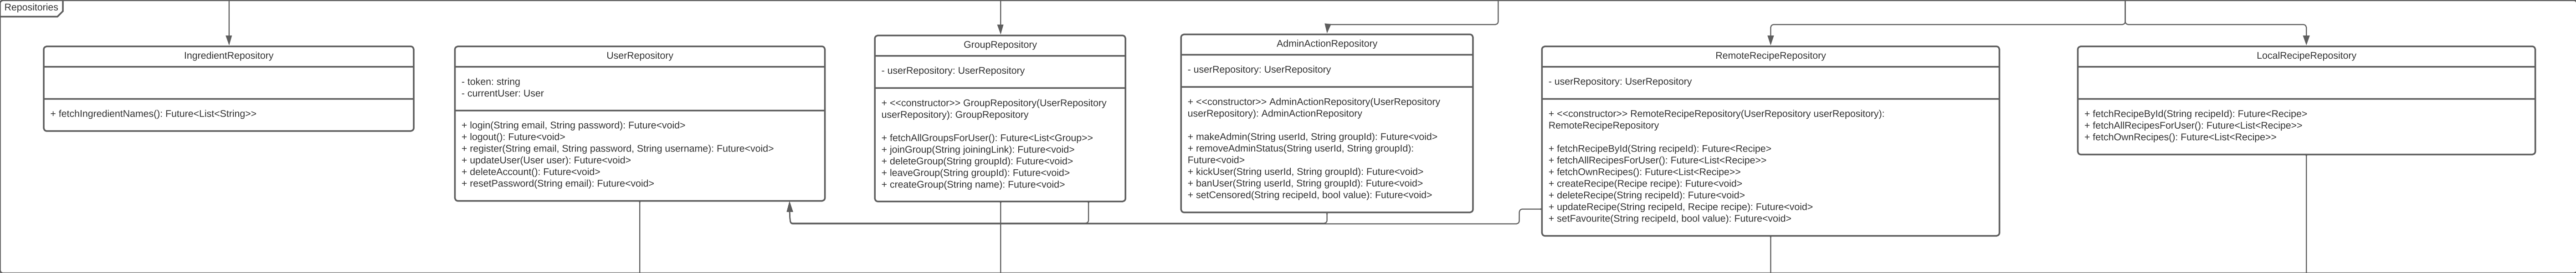 Repositories
IngredientRepository
+ fetchIngredientNames(): Future<List<String>>
UserRepository
- token: string
- currentUser: User
+ login(String email, String password): Future<void>
+ logout(): Future<void>
+ register(String email, String password, String username): Future<void>
+ updateUser(User user): Future<void>
+ deleteAccount(): Future<void>
+ resetPassword(String email): Future<void>
GroupRepository
- userRepository: UserRepository
+ <<constructor>> GroupRepository(UserRepository
userRepository): GroupRepository
+ fetchAllGroupsForUser(): Future<List<Group>>
+ joinGroup(String joiningLink): Future<void>
+ deleteGroup(String groupId): Future<void>
+ leaveGroup(String groupId): Future<void>
+ createGroup(String name): Future<void>
AdminActionRepository
- userRepository: UserRepository
+ <<constructor>> AdminActionRepository(UserRepository
userRepository): AdminActionRepository
+ makeAdmin(String userId, String groupId): Future<void>
+ removeAdminStatus(String userId, String groupId):
Future<void>
+ kickUser(String userId, String groupId): Future<void>
+ banUser(String userId, String groupId): Future<void>
+ setCensored(String recipeId, bool value): Future<void>
RemoteRecipeRepository
- userRepository: UserRepository
+ <<constructor>> RemoteRecipeRepository(UserRepository userRepository):
RemoteRecipeRepository
+ fetchRecipeById(String recipeId): Future<Recipe>
+ fetchAllRecipesForUser(): Future<List<Recipe>>
+ fetchOwnRecipes(): Future<List<Recipe>>
+ createRecipe(Recipe recipe): Future<void>
+ deleteRecipe(String recipeId): Future<void>
+ updateRecipe(String recipeId, Recipe recipe): Future<void>
+ setFavourite(String recipeId, bool value): Future<void>
LocalRecipeRepository
+ fetchRecipeById(String recipeId): Future<Recipe>
+ fetchAllRecipesForUser(): Future<List<Recipe>>
+ fetchOwnRecipes(): Future<List<Recipe>>